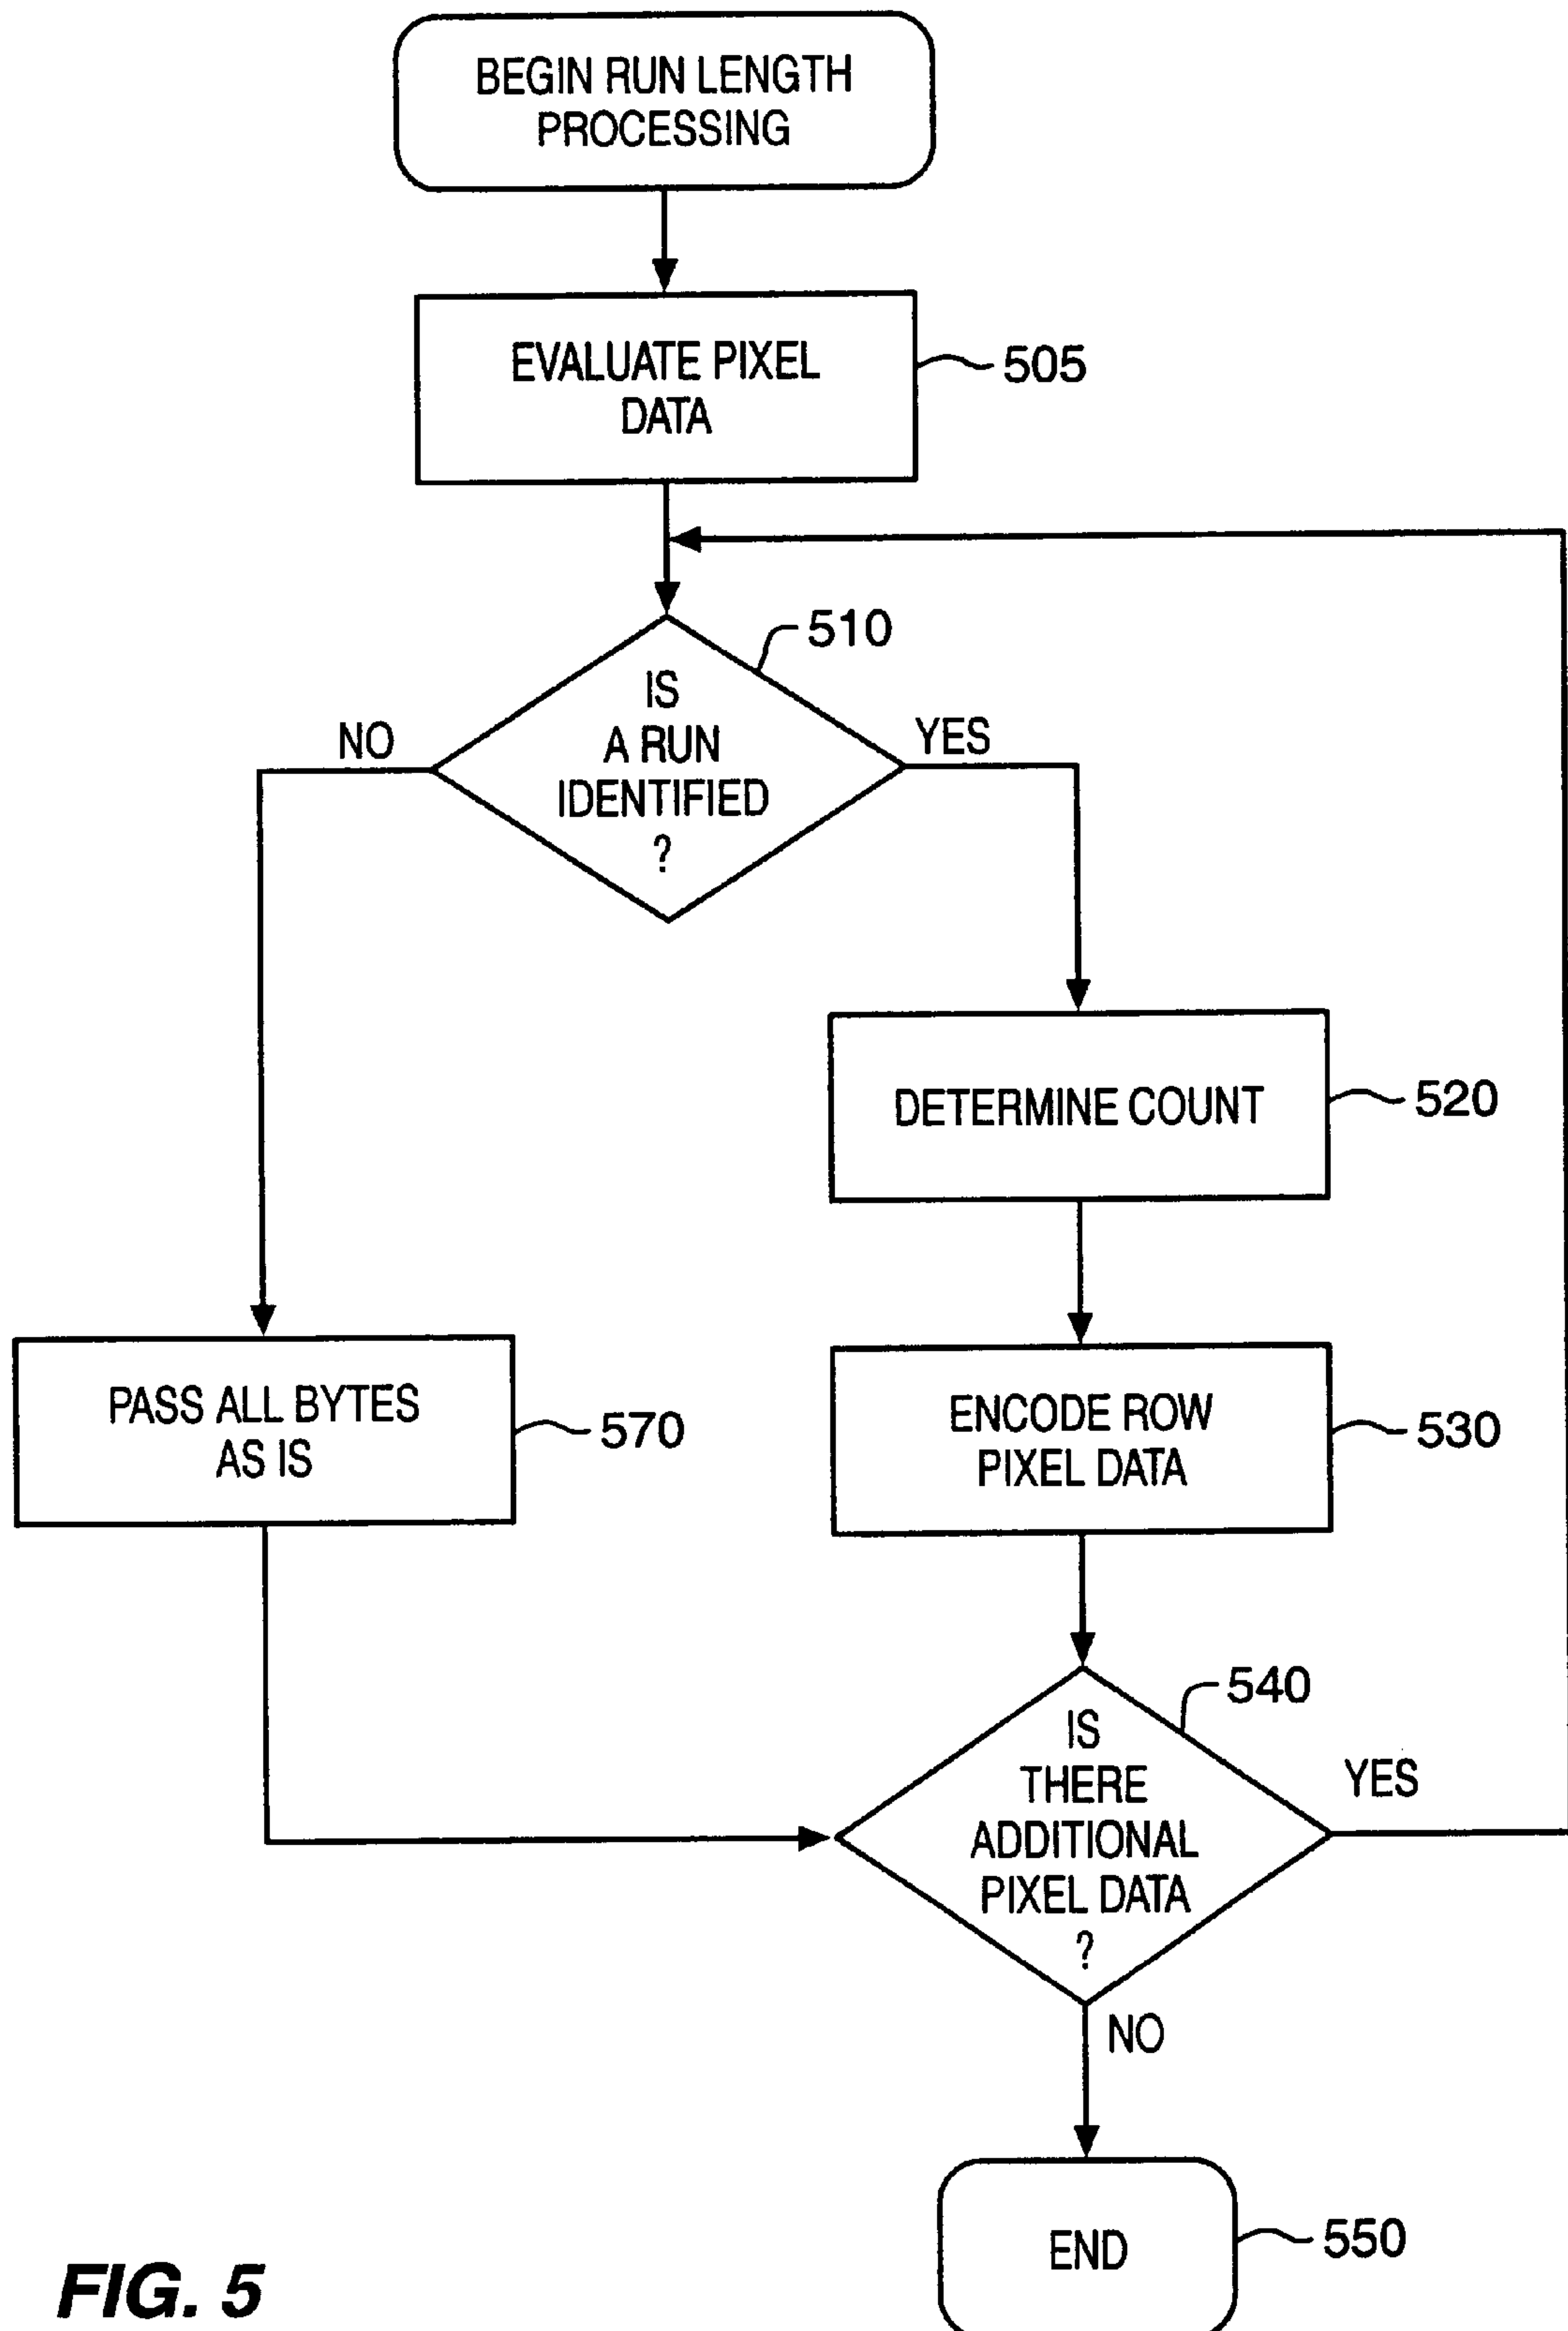 BEGIN RUN LENGTH
PROCESSING
EVALUATE PIXEL
DATA
505
510
IS
A RUN
IDENTIFIED
?
NO
YES
DETERMINE COUNT
520
PASS ALL BYTES
AS IS
570
ENCODE ROW
PIXEL DATA
530
540
IS
THERE
ADDITIONAL
PIXEL DATA
?
YES
NO
END
550
FIG. 5